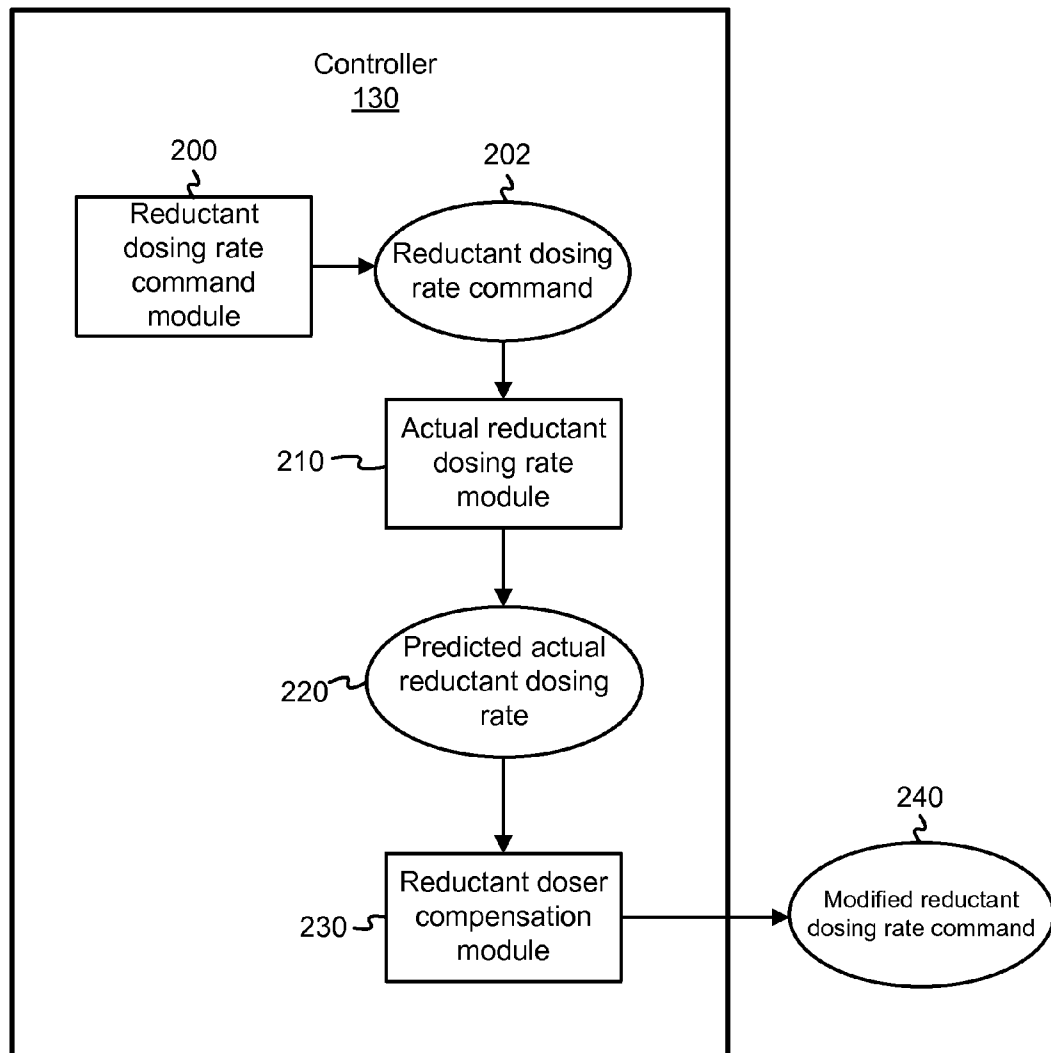 Controller
130
200
202
Reductant
dosing rate
command
module
Reductant dosing
rate command
210
Actual reductant
dosing rate
module
220
Predicted actual
reductant dosing
rate
230
Reductant doser
compensation
module
240
Modified reductant
dosing rate command